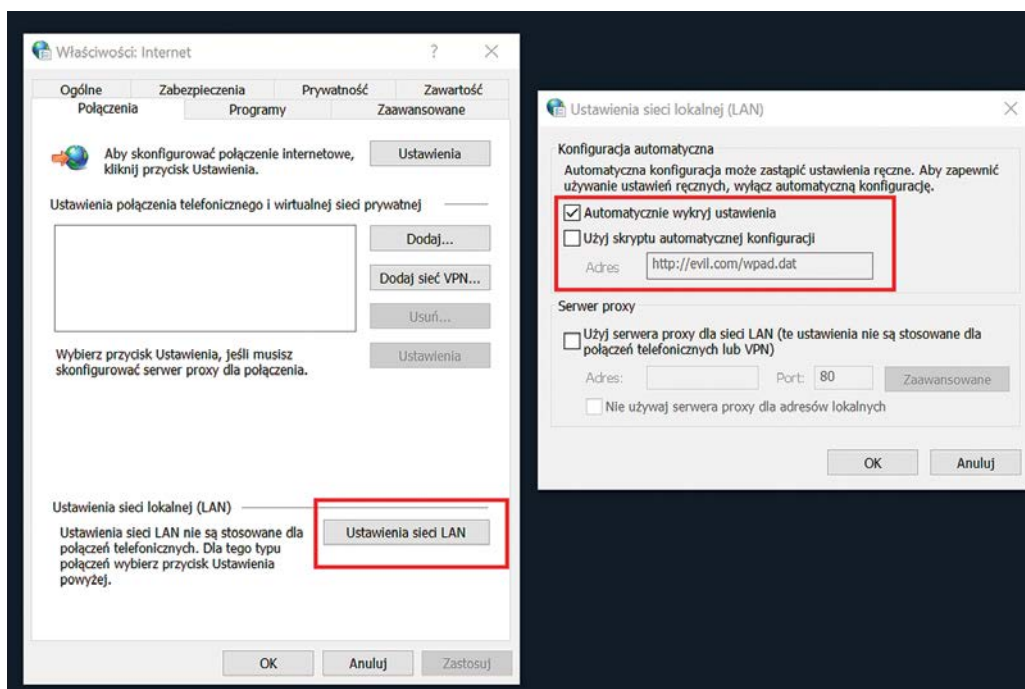 Właściwości: Internet
?
Ogólne Zabezpieczenia Prywatność Zawartość
Połączenia Programy Zaawansowane
Aby skonfigurować połączenie internetowe,
kliknij przycisk Ustawienia.
Ustawienia
Ustawienia połączenia telefonicznego i wirtualnej sieci prywatnej
Dodaj...
Dodaj sieć VPN...
Usuń...
Wybierz przycisk Ustawienia, jeśli musisz
skonfigurować serwer proxy dla połączenia.
Ustawienia
Ustawienia sieci lokalnej (LAN)
Ustawienia sieci LAN nie są stosowane dla
połączeń telefonicznych. Dla tego typu
połączeń wybierz przycisk Ustawienia
powyżej.
Ustawienia sieci LAN
OK Anuluj Zastosuj
Ustawienia sieci lokalnej (LAN)
Konfiguracja automatyczna
Automatyczna konfiguracja może zastąpić ustawienia ręczne. Aby zapewnić
używanie ustawień ręcznych, wyłącz automatyczną konfigurację.
Automatycznie wykryj ustawienia
Użyj skryptu automatycznej konfiguracji
Adres http://evil.com/wpad.dat
Serwer proxy
Użyj serwera proxy dla sieci LAN (te ustawienia nie są stosowane dla
połączeń telefonicznych lub VPN)
Adres: Port: 80 Zaawansowane
Nie używaj serwera proxy dla adresów lokalnych
OK Anuluj